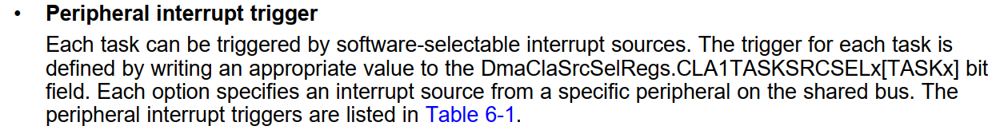 • Peripheral interrupt trigger
Each task can be triggered by software-selectable interrupt sources. The trigger for each task is
defined by writing an appropriate value to the DmaClaSrcSelRegs.CLA1TASKSRCSELx[TASKx] bit
field. Each option specifies an interrupt source from a specific peripheral on the shared bus. The
peripheral interrupt triggers are listed in Table 6-1.